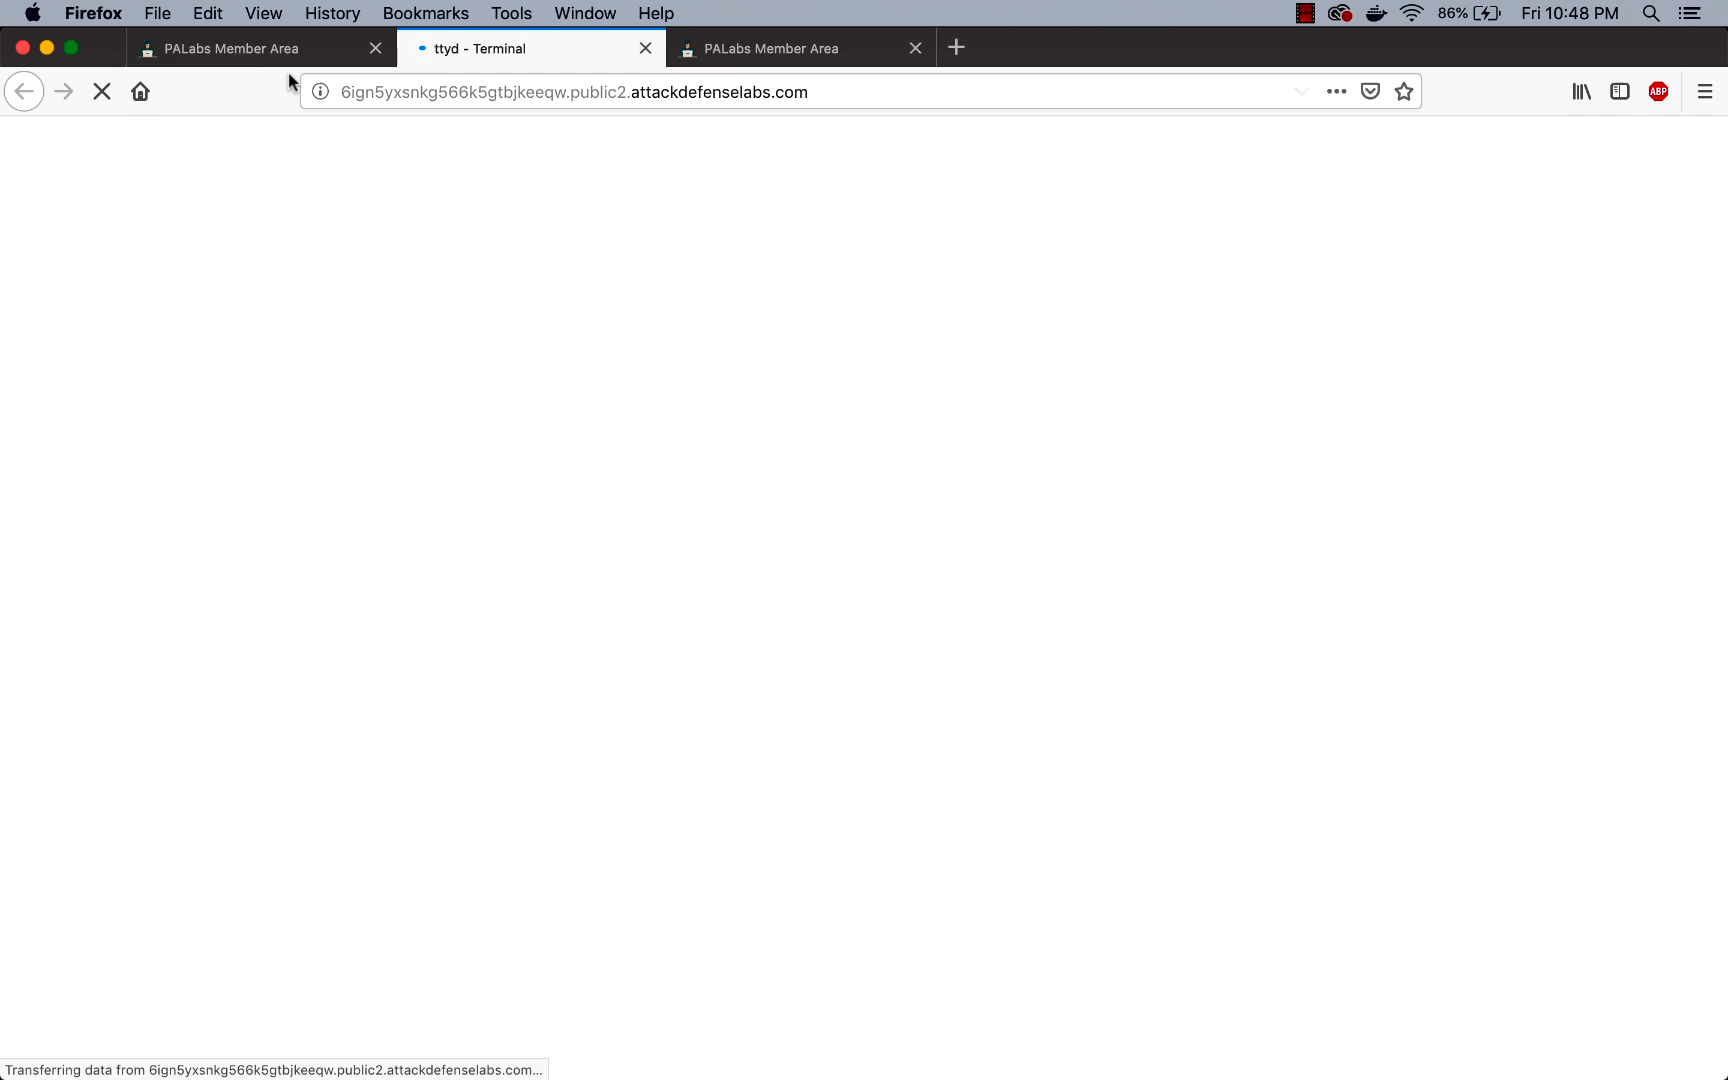 Firefox File Edit View History Bookmarks Tools Window Help 86% Fri 10:48 PM
PALabs Member Area ttyd - Terminal PALabs Member Area
6ign5yxsnkg566k5gtbjkeeqw.public2.attackdefenselabs.com ABP
Transferring data from 6ign5yxsnkg566k5gtbjkeeqw.public2.attackdefenselabs.com...